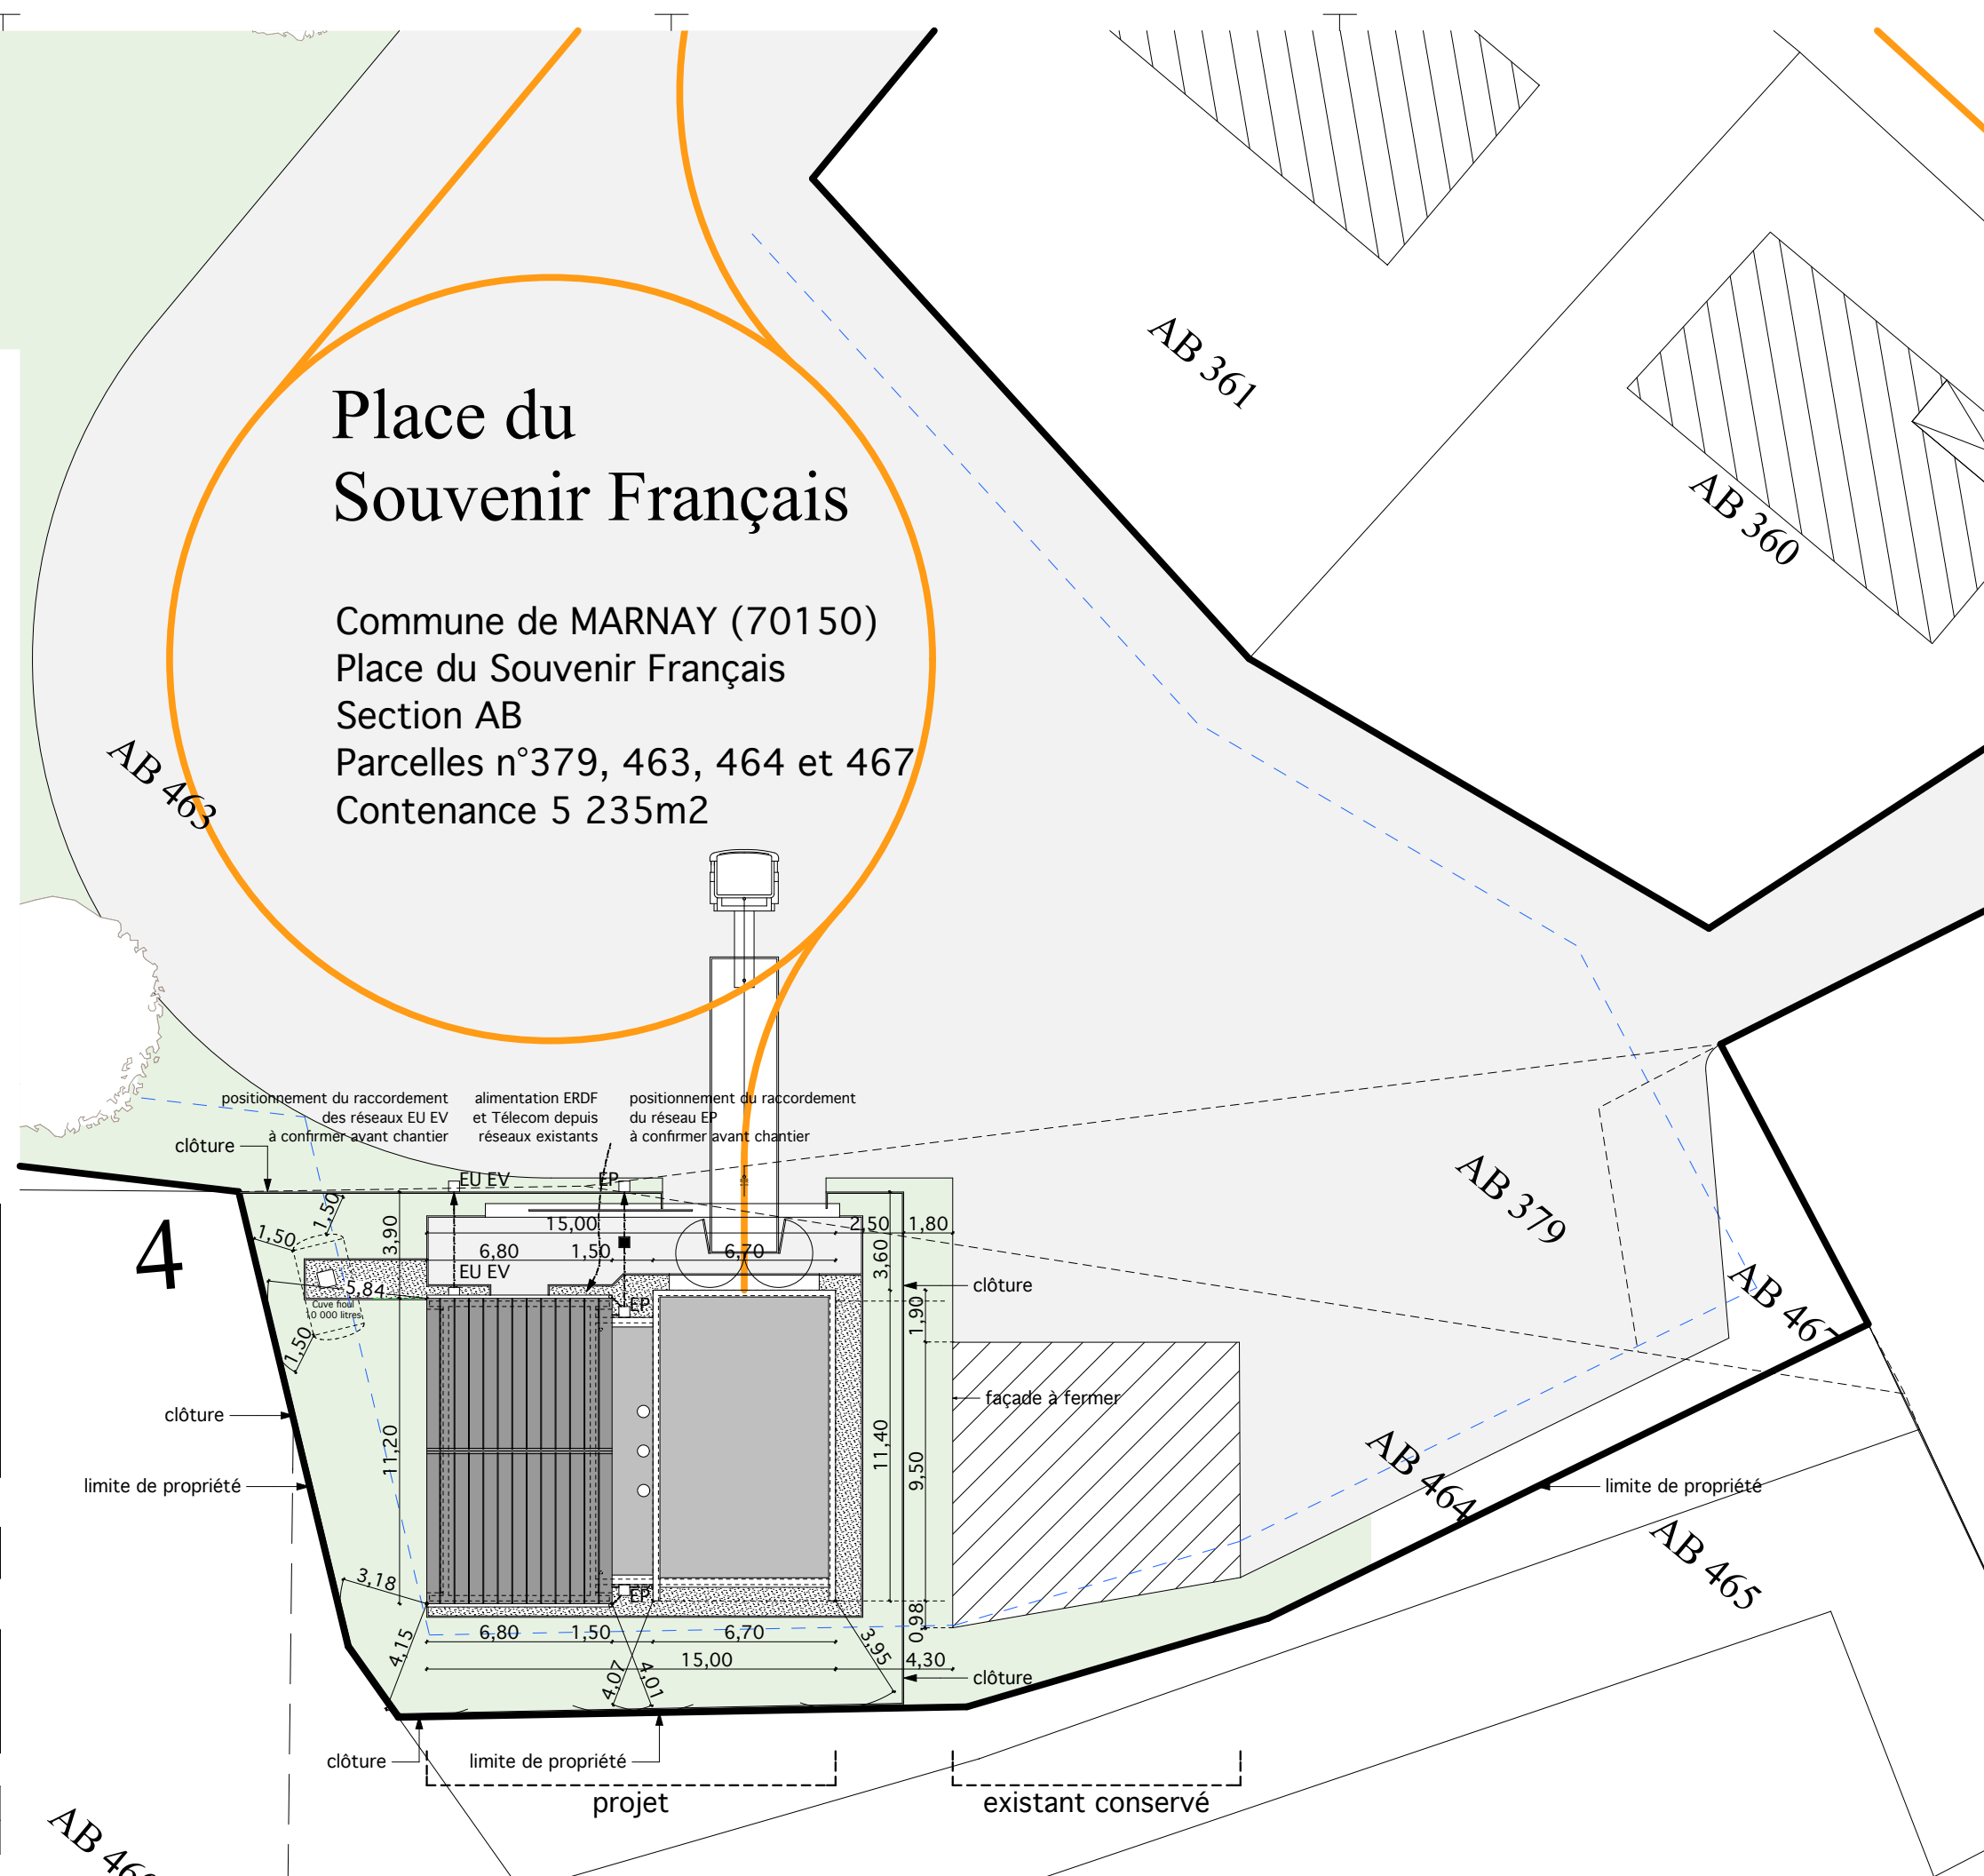 AB 361
AB 360
Place du
Souvenir Français
Commune de MARNAY (70150)
Place du Souvenir Français
Section AB
Parcelles n°379, 463, 464 et 467
Contenance 5 235m2
AB 463
positionnement du raccordement
des réseaux EU EV
à confirmer avant chantier
alimentation ERDF
et Télecom depuis
réseaux existants
positionnement du raccordement
du réseau EP
à confirmer avant chantier
clôture
EU EV
EP
AB 379
4
1,50
1,50
3,90
15,00
2,50
1,80
6,80
1,50
6,70
3,60
EU EV
5,84
clôture
AB 467
Cuve fioul
10 000 litres
EP
1,90
1,50
façade à fermer
clôture
11,20
11,40
9,50
AB 464
limite de propriété
limite de propriété
AB 465
3,18
EP
0,98
4,15
6,80
1,50
6,70
3,95
15,00
4,30
4,07
4,01
clôture
clôture
limite de propriété
projet
existant conservé